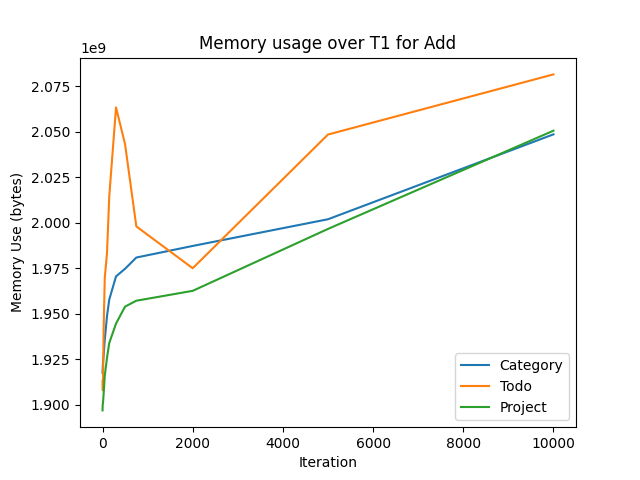 Memory usage over T1 for Add
1e9
2.075
2.050
2.025
2.000
1.975
1.950
1.925
1.900
Memory Use (bytes)
0 2000 4000 6000 8000 10000
Iteration
Category
Todo
Project